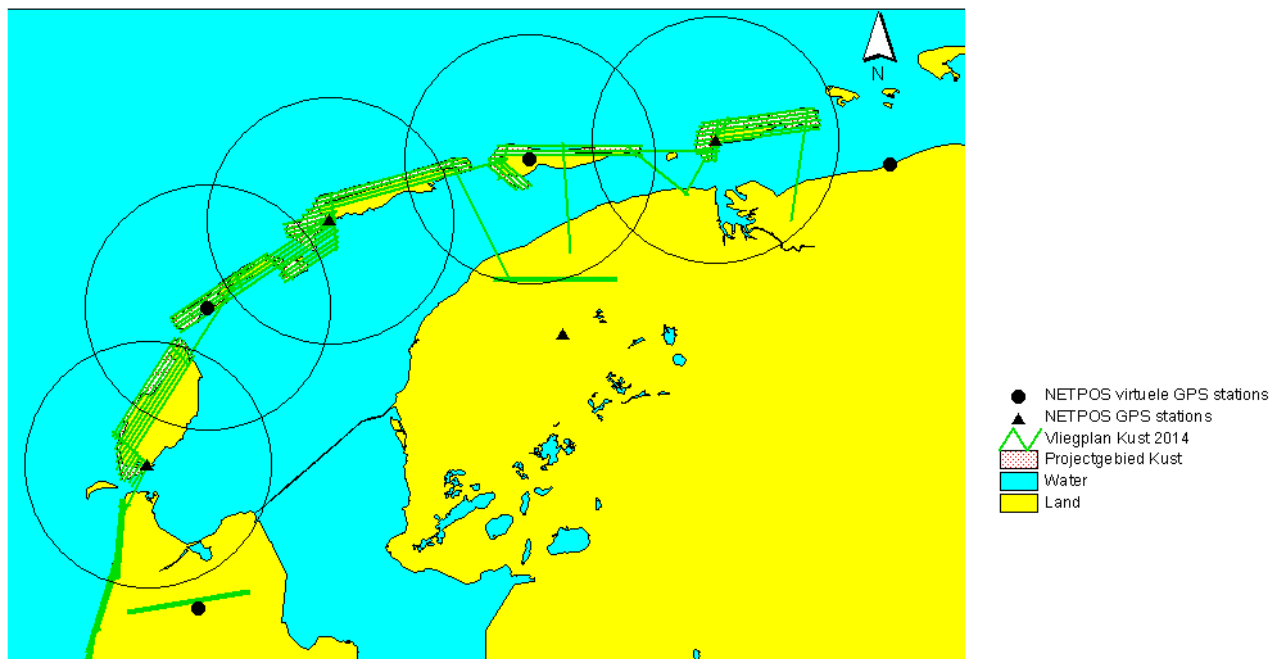 N
NETPOS virtuele GPS stations
NETPOS GPS stations
Vliegplan Kust 2014
Projectgebied Kust
Water
Land